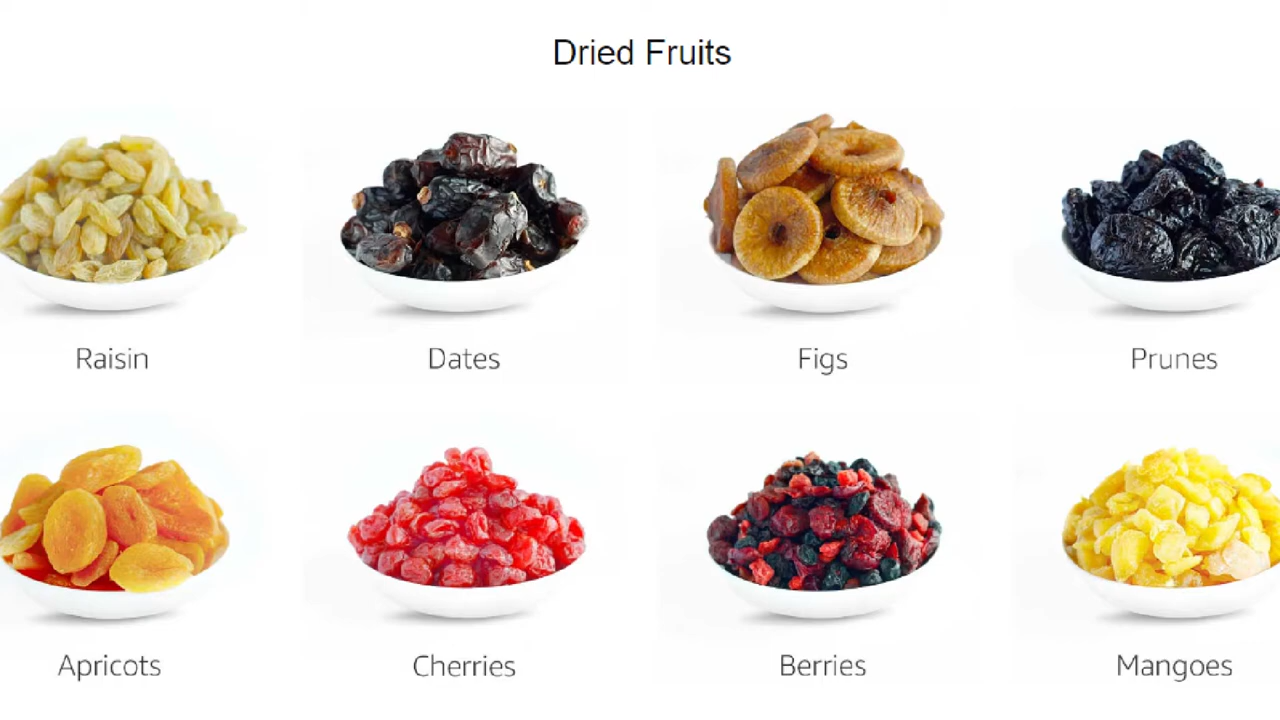 Dried Fruits
Raisin
Dates
Figs
Prunes
Apricots
Cherries
Berries
Mangoes